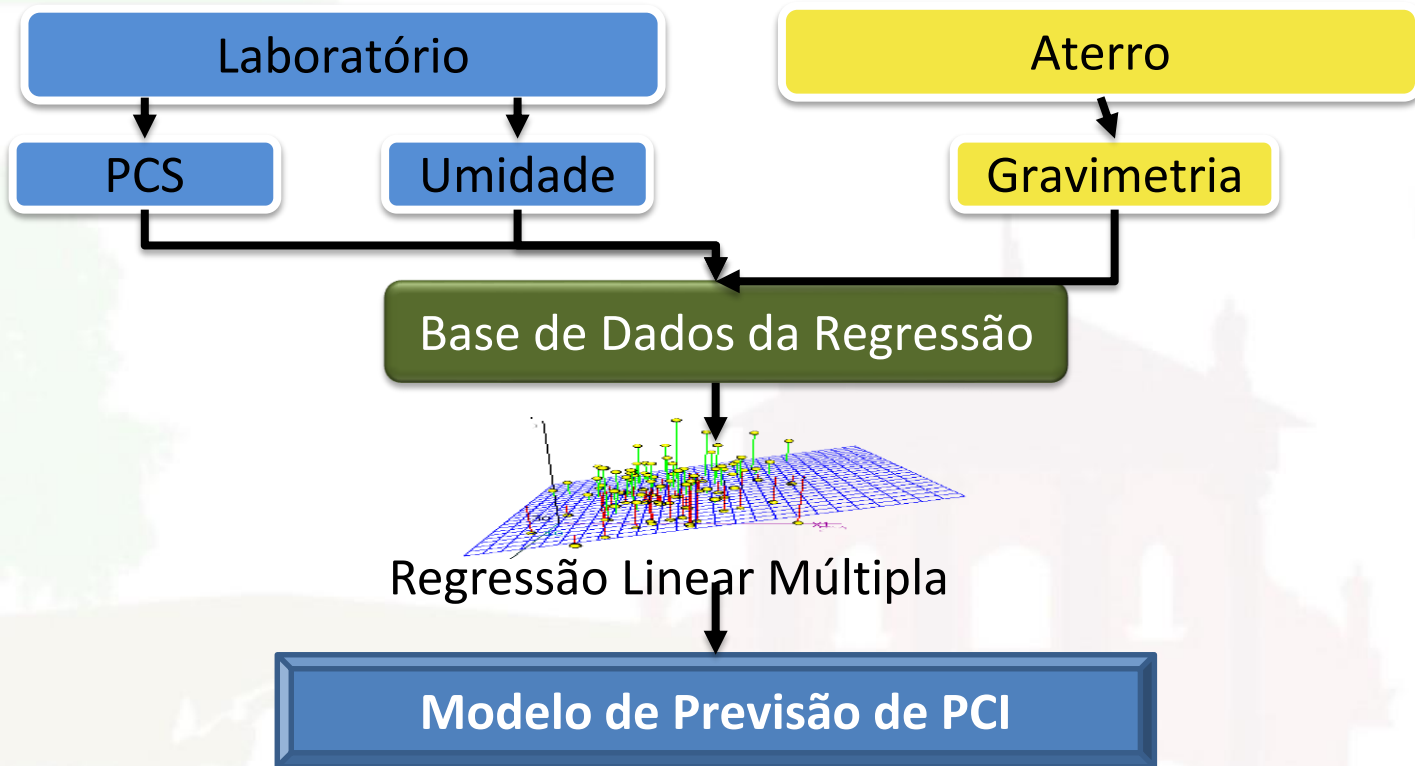 Laboratório
Aterro
PCS
Umidade
Gravimetria
Base de Dados da Regressão
Regressão Linear Múltipla
Modelo de Previsão de PCI